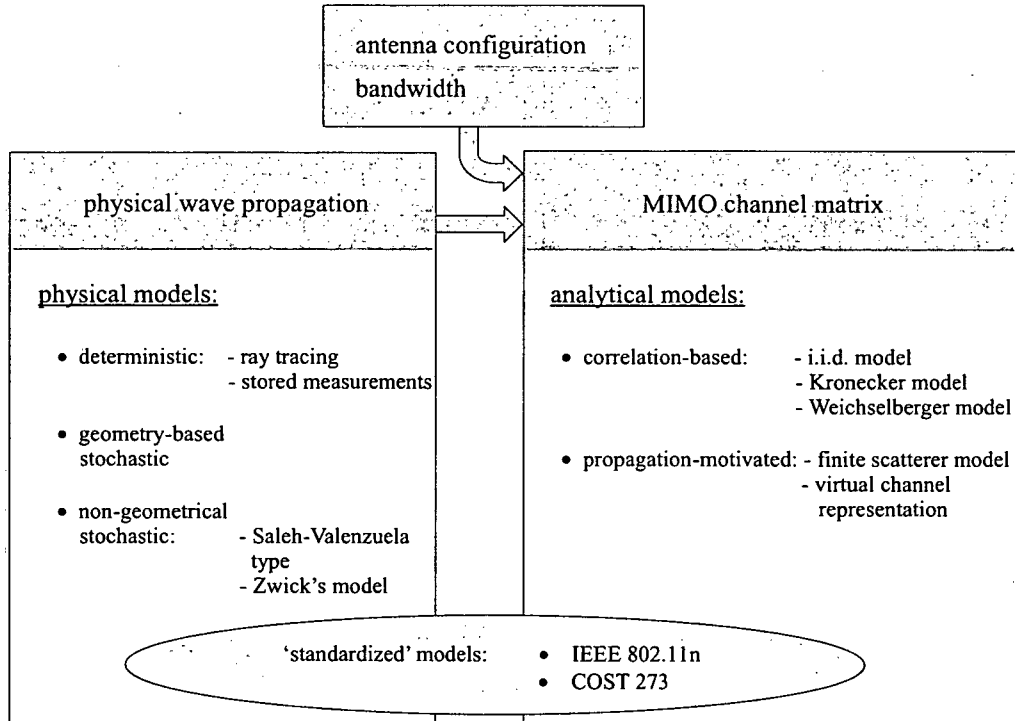 antenna configuration
bandwidth
physical wave propagation
MIMO channel matrix
physical models:
• deterministic: - ray tracing
- stored measurements
• geometry-based
stochastic
• non-geometrical
stochastic: - Saleh-Valenzuela
type
- Zwick's model
analytical models:
• correlation-based: - i.i.d. model
- Kronecker model
- Weichselberger model
• propagation-motivated: - finite scatterer model
- virtual channel
representation
'standardized' models: • IEEE 802.11n
• COST 273